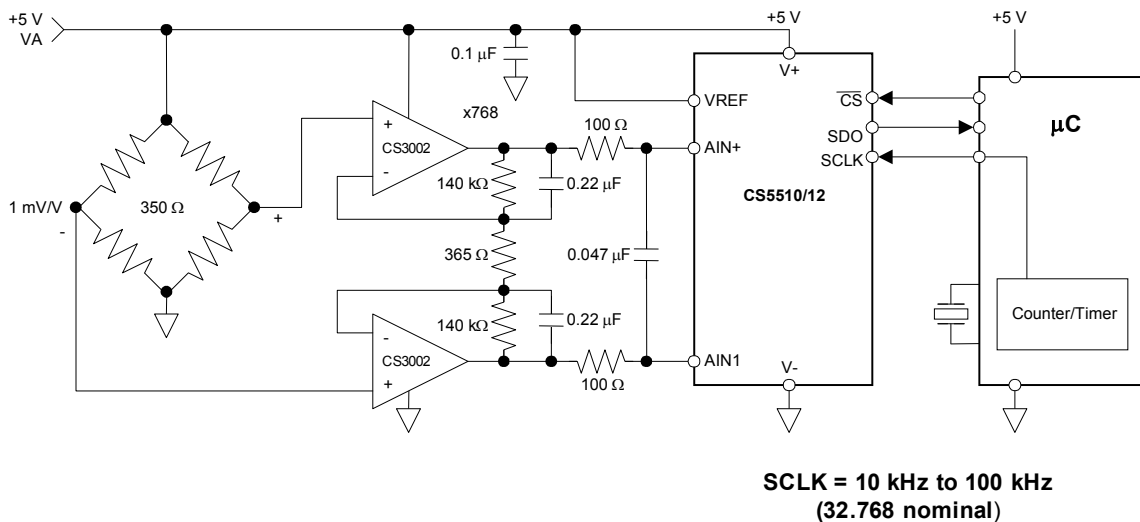 +5 V
VA
+5 V
+5 V
0.1 μF
V+
x768
VREF
CS
SDO
SCLK
μC
+
CS3002
-
100 Ω
AIN+
140 kΩ
0.22 μF
CS5510/12
1 mV/V
-
350 Ω
+
365 Ω
0.047 μF
140 kΩ
0.22 μF
Counter/Timer
-
CS3002
+
100 Ω
AIN1
V-
SCLK = 10 kHz to 100 kHz
(32.768 nominal)